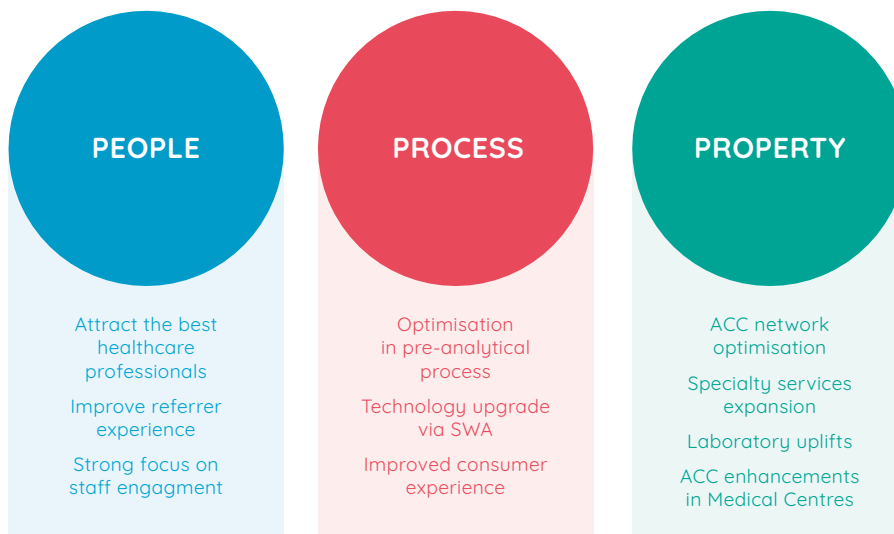 PEOPLE
Attract the best
healthcare
professionals
Improve referrer
experience
Strong focus on
staff engagment
PROCESS
Optimisation
in pre-analytical
process
Technology upgrade
via SWA
Improved consumer
experience
PROPERTY
ACC network
optimisation
Specialty services
expansion
Laboratory uplifts
ACC enhancements
in Medical Centres